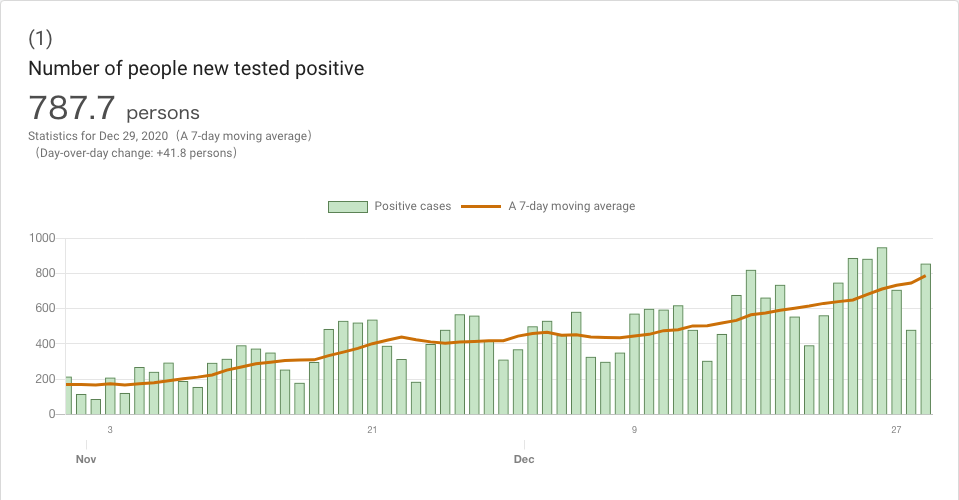 (1)
Number of people new tested positive
787.7 persons
Statistics for Dec 29, 2020（A 7-day moving average）
（Day-over-day change: +41.8 persons）
Positive cases A 7-day moving average
1000
800
600
400
200
0
3 21 9 27
Nov Dec